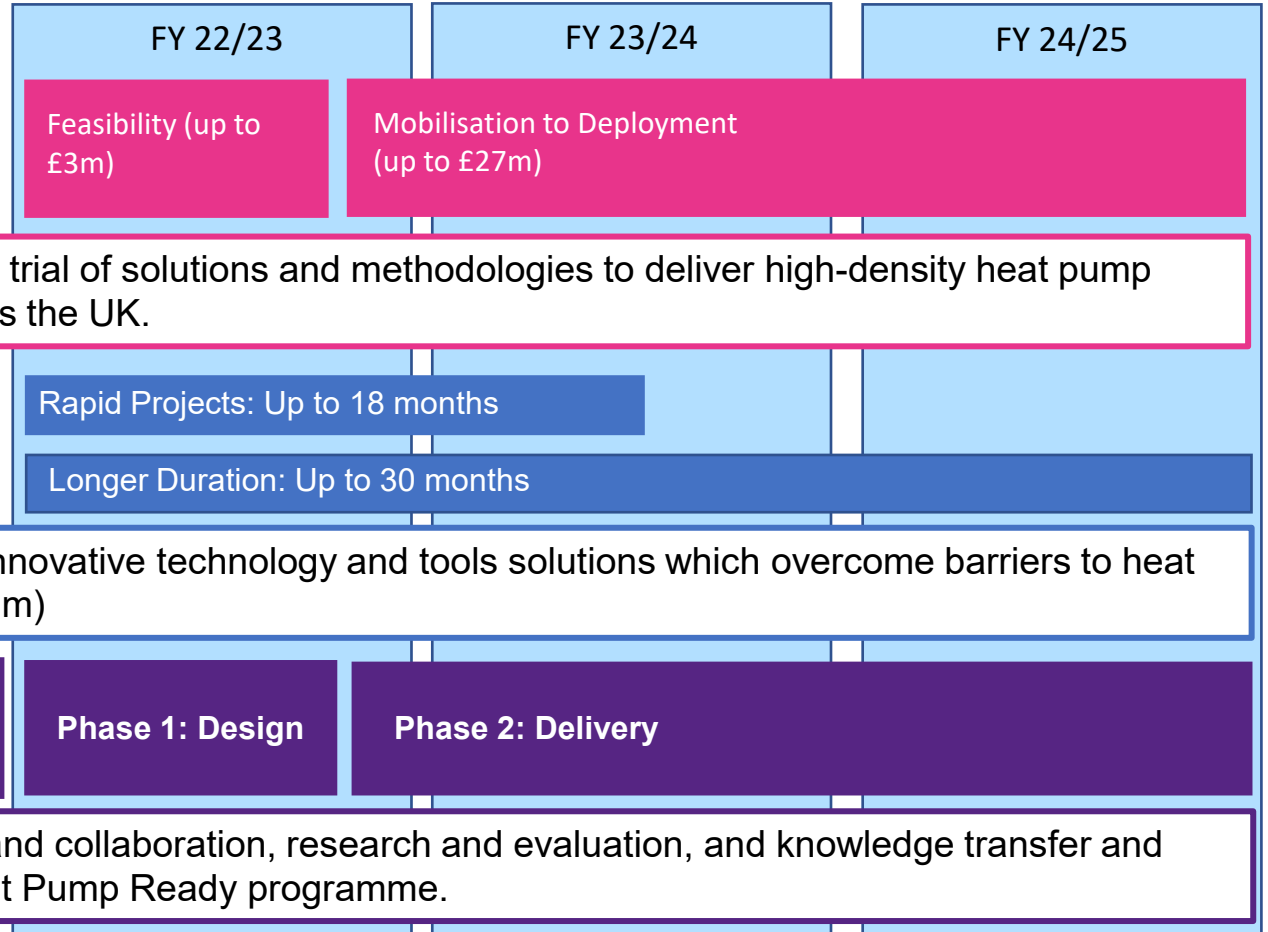 FY 22/23
FY 23/24
FY 24/25
Feasibility (up to
£3m)
Mobilisation to Deployment
(up to £27m)
trial of solutions and methodologies to deliver high-density heat pump
s the UK.
Rapid Projects: Up to 18 months
Longer Duration: Up to 30 months
nnovative technology and tools solutions which overcome barriers to heat
m)
Phase 1: Design
Phase 2: Delivery
and collaboration, research and evaluation, and knowledge transfer and
t Pump Ready programme.